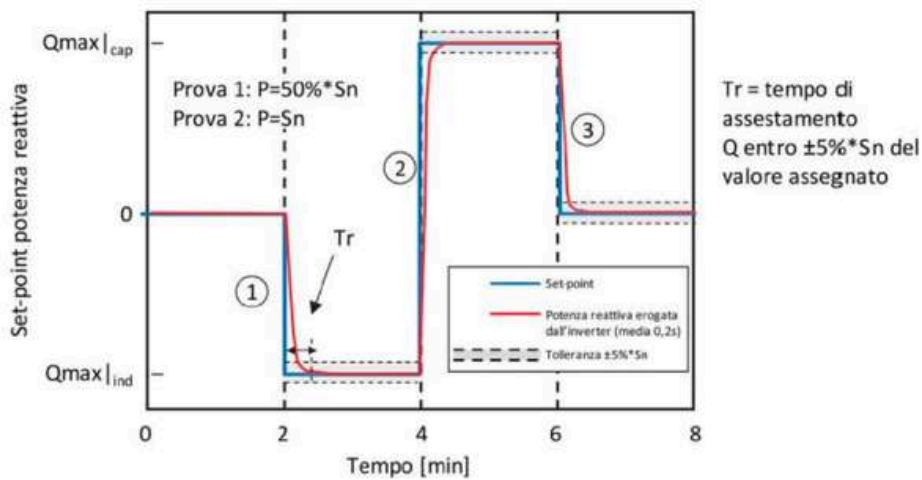 Qmax|cap
Prova 1: P=50%*Sn
Prova 2: P=Sn
Tr = tempo di
assestamento
Q entro ±5%*Sn del
valore assegnato
3
2
0
Tr
1
Set-point
Potenza reattiva erogata
dall'inverter (media 0,2s)
Tolleranza ±5%*Sn
Qmax|ind
Set-point potenza reattiva
0 2 4 6 8
Tempo [min]